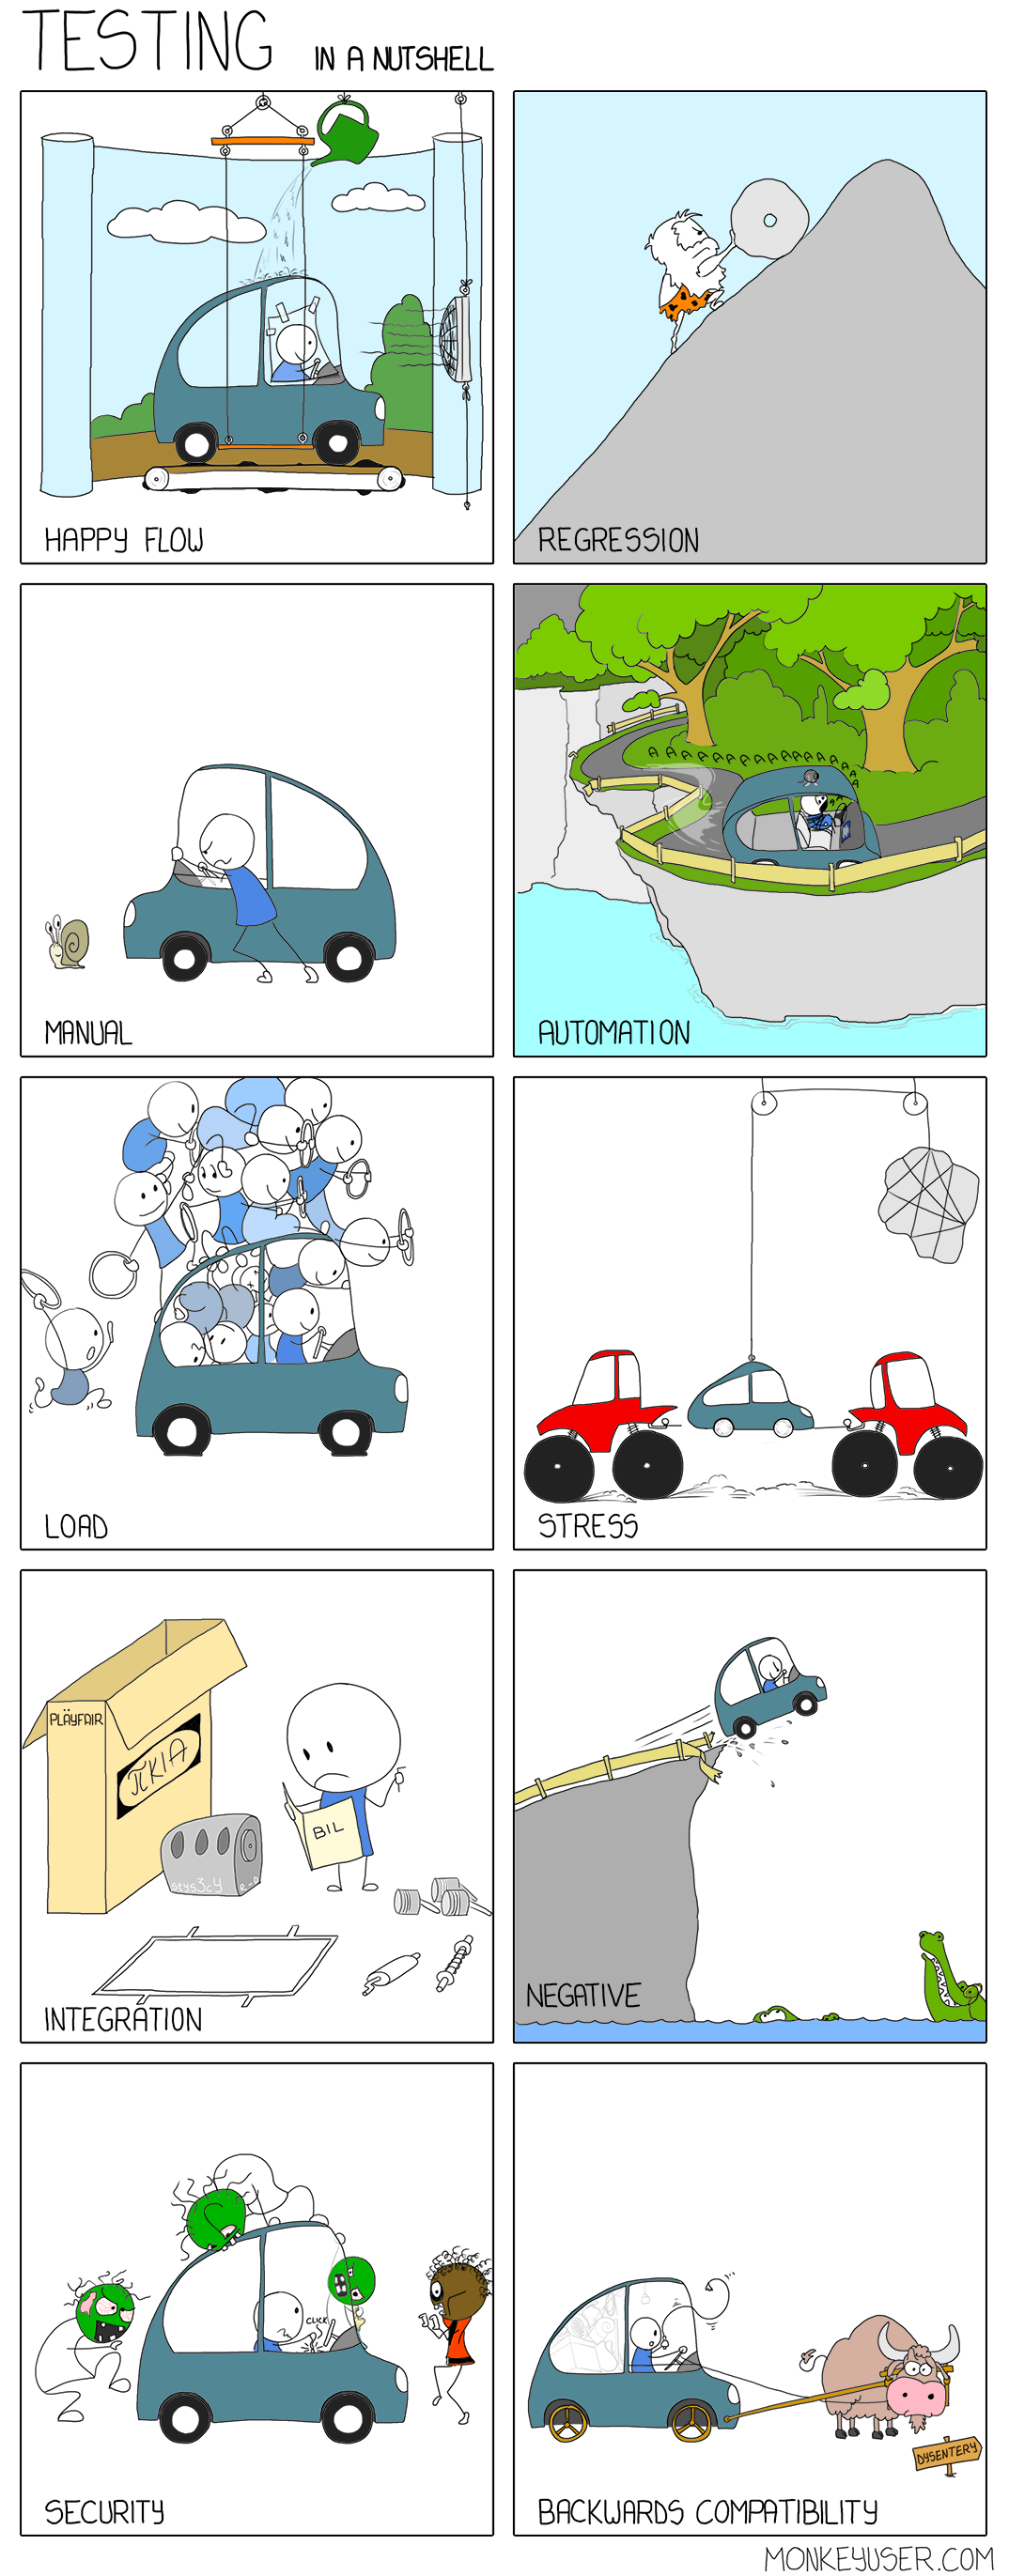 TESTING IN A NUTSHELL
HAPPY FLOW
REGRESSION
MANUAL
AUTOMATION
LOAD
STRESS
PLÄYFAIR
πKIA
BIL
INTEGRATION
NEGATIVE
CLICK
SECURITY
DYSENTERY
BACKWARDS COMPATIBILITY
MONKEYUSER.COM